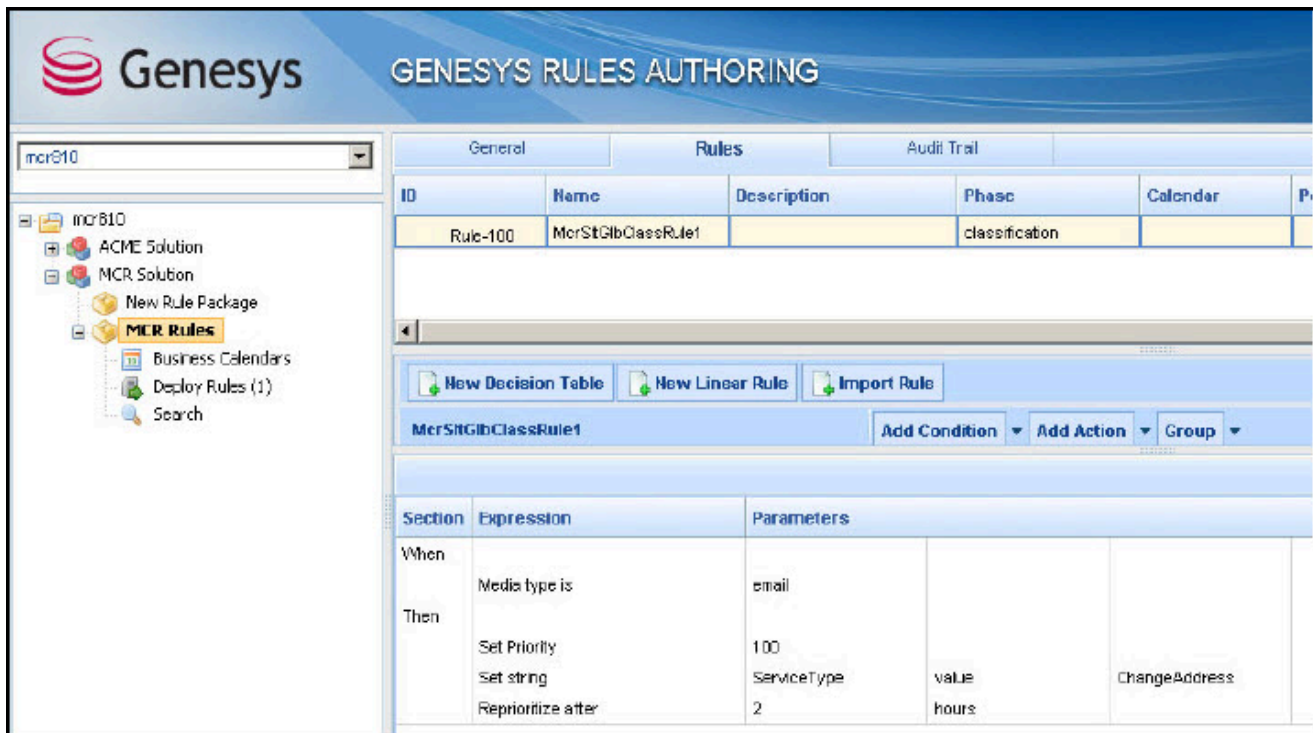 Genesys
GENESYS RULES AUTHORING
mcr810
General Rules Audit Trail
ID Name Description Phase Calendar
Rule-100 McrSltGlbClassRule1 classification
mcr810
ACME Solution
MCR Solution
New Rule Package
MCR Rules
Business Calendars
Deploy Rules (1)
Search
New Decision Table New Linear Rule Import Rule
McrSltGlbClassRule1 Add Condition Add Action Group
Section Expression Parameters
When
Media type is email
Then
Set Priority 100
Set string ServiceType value ChangeAddress
Reprioritize after 2 hours